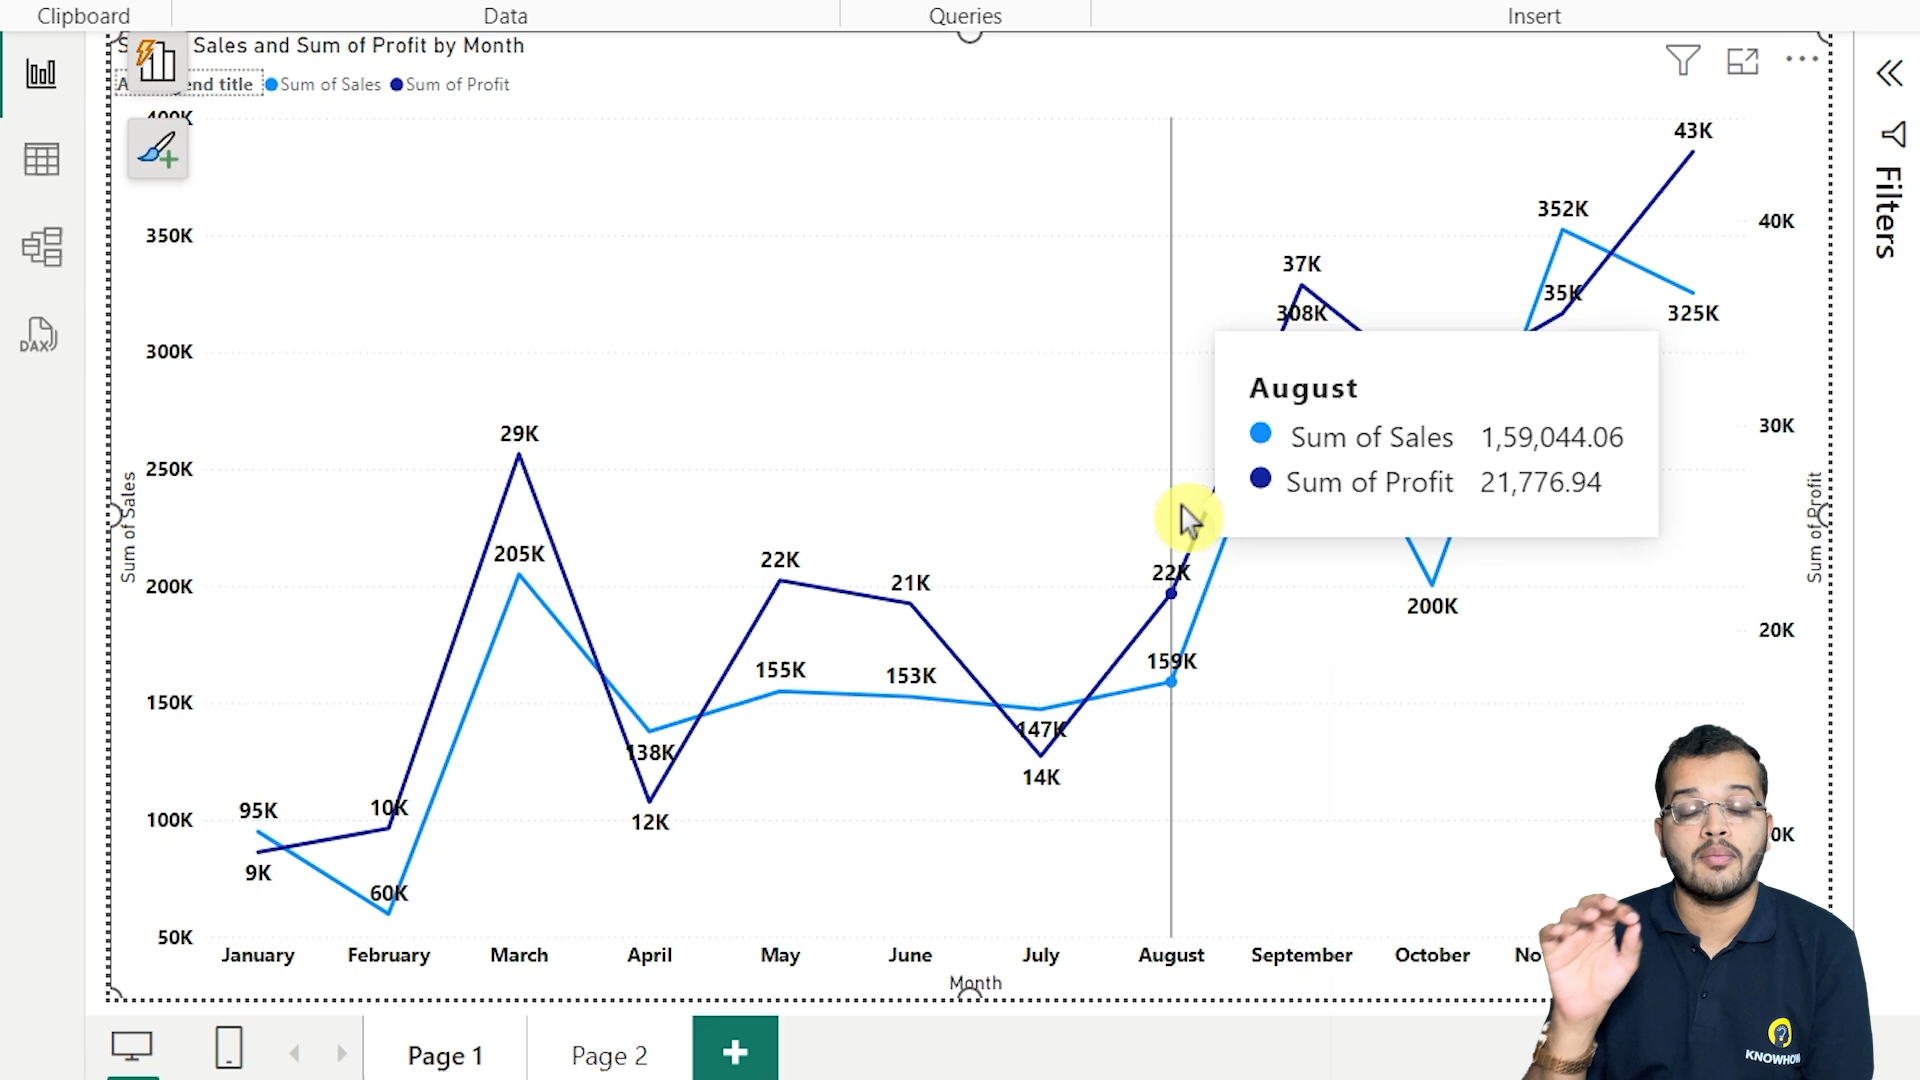 Clipboard
Data
Queries
Insert
Sales and Sum of Profit by Month
A end title Sum of Sales Sum of Profit
400K
350K
300K
250K
200K
150K
100K
50K
Sum of Sales
40K
30K
20K
0K
Sum of Profit
95K
9K
10K
60K
29K
205K
138K
12K
22K
155K
21K
153K
147K
14K
22K
159K
37K
308K
200K
352K
35K
43K
325K
August
Sum of Sales 1,59,044.06
Sum of Profit 21,776.94
January February March April May June July August September October No
Month
Filters
DAX
Page 1
Page 2
KNOWHOW